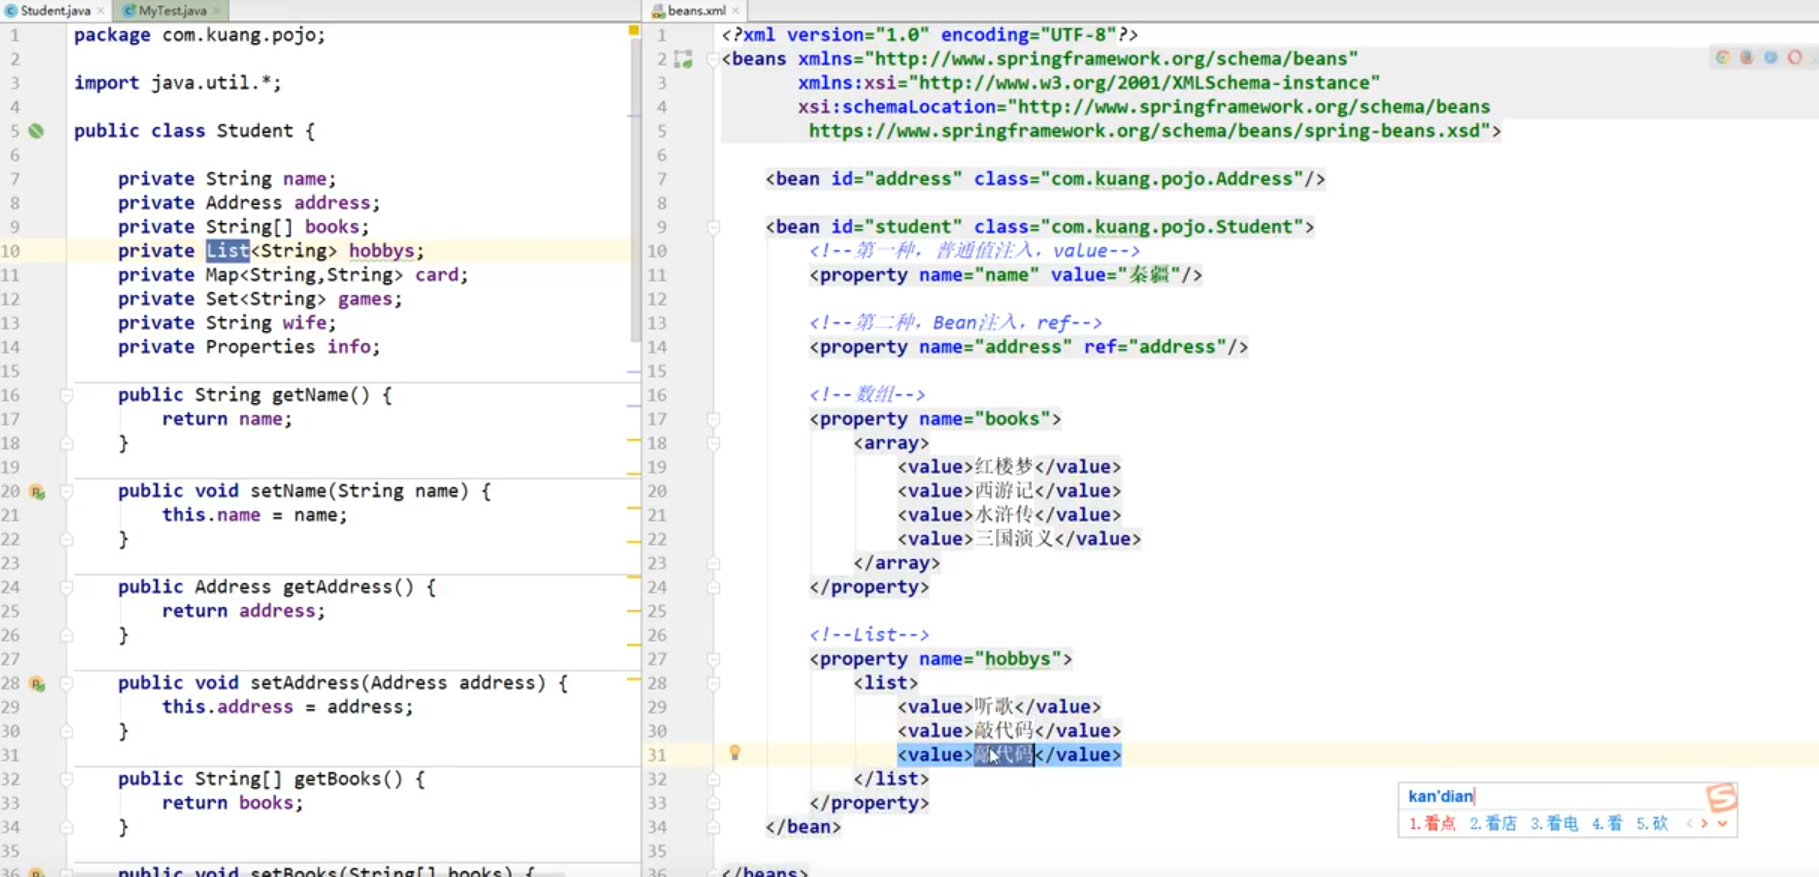 Student.java
MyTest.java
1 package com.kuang.pojo;
2
3 import java.util.*;
4
5 public class Student {
6
7 private String name;
8 private Address address;
9 private String[] books;
10 private List<String> hobbys;
11 private Map<String,String> card;
12 private Set<String> games;
13 private String wife;
14 private Properties info;
15
16 public String getName() {
17 return name;
18 }
19
20 public void setName(String name) {
21 this.name = name;
22 }
23
24 public Address getAddress() {
25 return address;
26 }
27
28 public void setAddress(Address address) {
29 this.address = address;
30 }
31
32 public String[] getBooks() {
33 return books;
34 }
35
36 public void setBooks(String[] books) {
beans.xml
1 <?xml version="1.0" encoding="UTF-8"?>
2 <beans xmlns="http://www.springframework.org/schema/beans"
3 xmlns:xsi="http://www.w3.org/2001/XMLSchema-instance"
4 xsi:schemaLocation="http://www.springframework.org/schema/beans
5 https://www.springframework.org/schema/beans/spring-beans.xsd">
6
7 <bean id="address" class="com.kuang.pojo.Address"/>
8
9 <bean id="student" class="com.kuang.pojo.Student">
10 <!--第一种，普通值注入，value-->
11 <property name="name" value="秦疆"/>
12
13 <!--第二种，Bean注入，ref-->
14 <property name="address" ref="address"/>
15
16 <!--数组-->
17 <property name="books">
18 <array>
19 <value>红楼梦</value>
20 <value>西游记</value>
21 <value>水浒传</value>
22 <value>三国演义</value>
23 </array>
24 </property>
25
26 <!--List-->
27 <property name="hobbys">
28 <list>
29 <value>听歌</value>
30 <value>敲代码</value>
31 <value>敲代码</value>
32 </list>
33 </property>
34 </bean>
35
36 </beans>
kan'dian
1.看点 2.看店 3.看电 4.看 5.砍